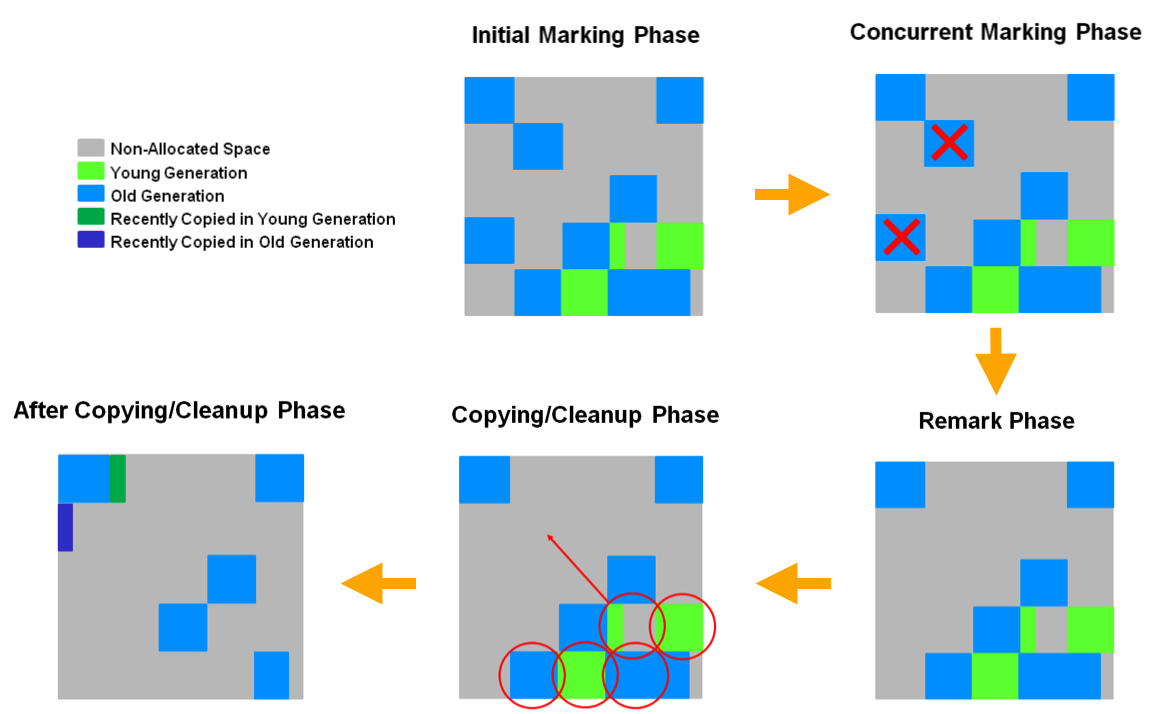 Initial Marking Phase
Concurrent Marking Phase
Non-Allocated Space
Young Generation
Old Generation
Recently Copied in Young Generation
Recently Copied in Old Generation
After Copying/Cleanup Phase
Copying/Cleanup Phase
Remark Phase